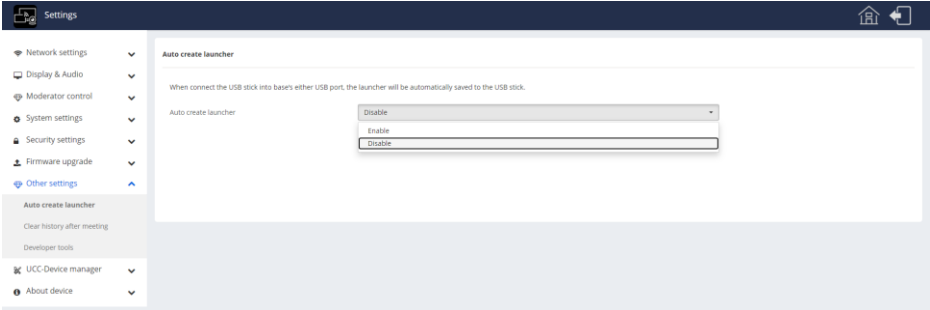 Settings
Network settings
Display & Audio
Moderator control
System settings
Security settings
Firmware upgrade
Other settings
Auto create launcher
Clear history after meeting
Developer tools
UCC-Device manager
About device
Auto create launcher
When connect the USB stick into base's either USB port, the launcher will be automatically saved to the USB stick.
Auto create launcher Disable
Enable
Disable